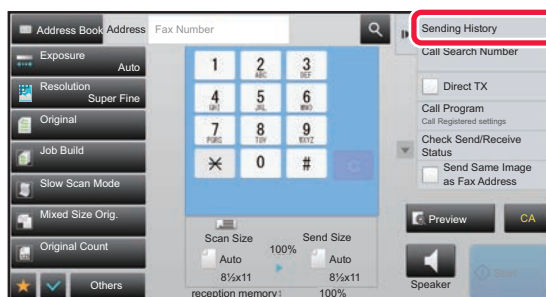 Address Book
Address
Fax Number
Exposure
Auto
Resolution
Super Fine
Original
Job Build
Slow Scan Mode
Mixed Size Orig.
Original Count
Others
1
2
ABC
3
DEF
4
GHI
5
JKL
6
MNO
7
PQRS
8
TUV
9
WXYZ
0
#
C
Scan Size
100%
Send Size
Auto
Auto
8½x11
8½x11
reception memory:
100%
Sending History
Call Search Number
Direct TX
Call Program
Call Registered settings
Check Send/Receive
Status
Send Same Image
as Fax Address
Preview
CA
Speaker
Start